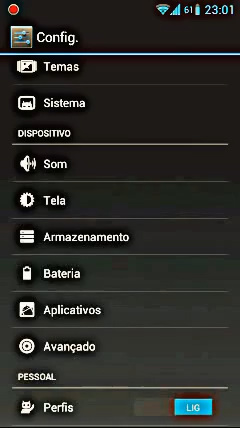 61 23:01
Config.
Temas
Sistema
DISPOSITIVO
Som
Tela
Armazenamento
Bateria
Aplicativos
Avançado
PESSOAL
Perfis LIG